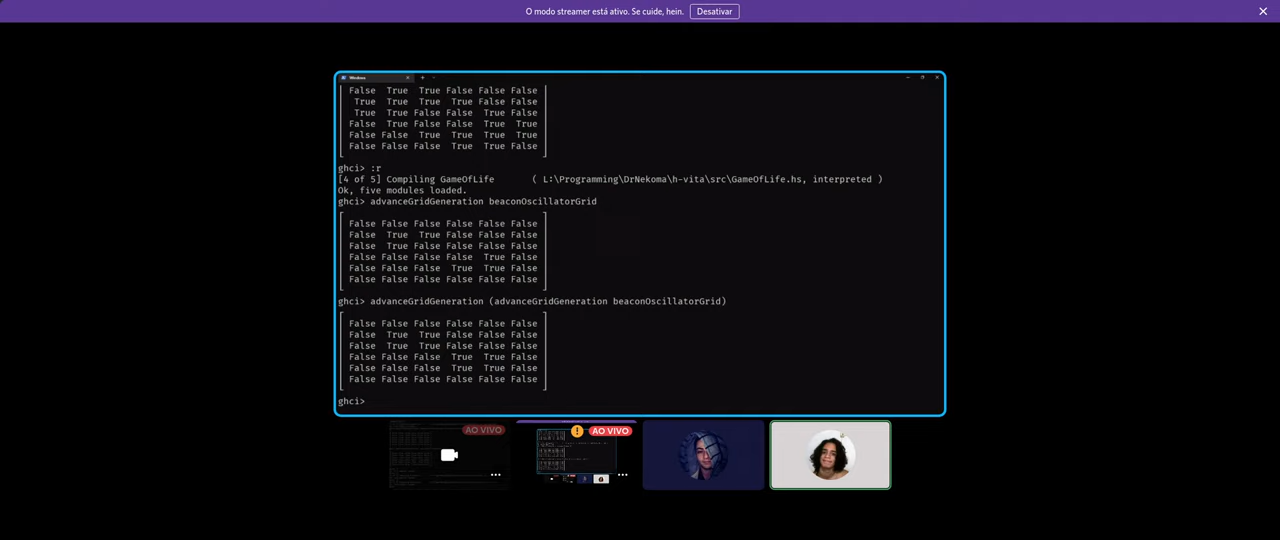 O modo streamer está ativo. Se cuide, hein. Desativar
Windows
False True True False False False
True True True True False False
True True False False True False
False True False False True True
False False True True True True
False False False True True False
ghci> :r
[4 of 5] Compiling GameOfLife ( L:\Programming\DrNekoma\h-vita\src\GameOfLife.hs, interpreted )
Ok, five modules loaded.
ghci> advanceGridGeneration beaconOscillatorGrid
False False False False False False
False True True False False False
False True False False False False
False False False False True False
False False False True True False
False False False False False False
ghci> advanceGridGeneration (advanceGridGeneration beaconOscillatorGrid)
False False False False False False
False True True False False False
False True True False False False
False False False True True False
False False False True True False
False False False False False False
ghci>
AO VIVO
AO VIVO